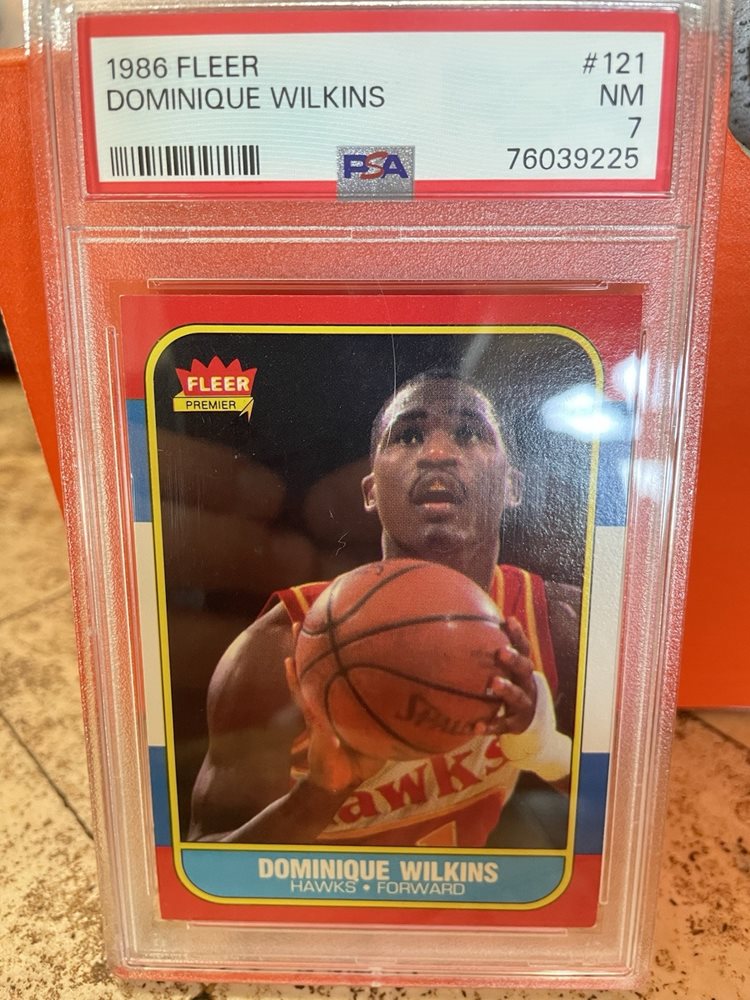 1986 FLEER #121
DOMINIQUE WILKINS NM
7
PSA 76039225
FLEER
PREMIER
SPALDING
HAWKS
DOMINIQUE WILKINS
HAWKS • FORWARD